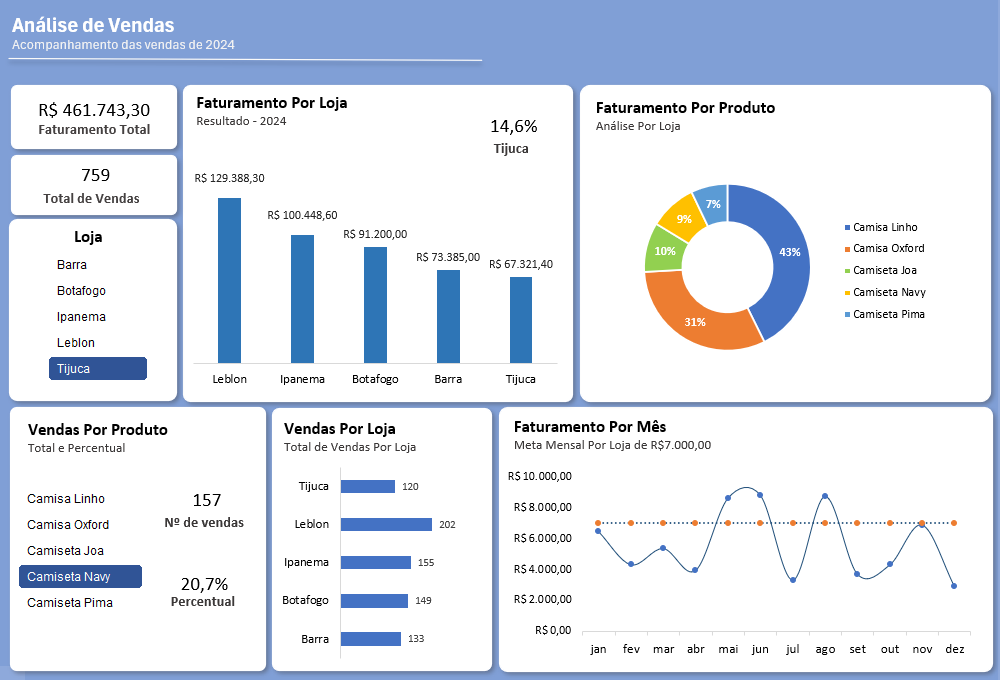 Análise de Vendas
Acompanhamento das vendas de 2024
R$ 461.743,30
Faturamento Total
759
Total de Vendas
Loja
Barra
Botafogo
Ipanema
Leblon
Tijuca
Faturamento Por Loja
Resultado - 2024
14,6%
Tijuca
R$ 129.388,30
R$ 100.448,60
R$ 91.200,00
R$ 73.385,00
R$ 67.321,40
Leblon
Ipanema
Botafogo
Barra
Tijuca
Faturamento Por Produto
Análise Por Loja
7%
9%
10%
43%
31%
Camisa Linho
Camisa Oxford
Camiseta Joa
Camiseta Navy
Camiseta Pima
Vendas Por Produto
Total e Percentual
Camisa Linho
Camisa Oxford
Camiseta Joa
Camiseta Navy
Camiseta Pima
157
Nº de vendas
20,7%
Percentual
Vendas Por Loja
Total de Vendas Por Loja
Tijuca 120
Leblon 202
Ipanema 155
Botafogo 149
Barra 133
Faturamento Por Mês
Meta Mensal Por Loja de R$7.000,00
R$ 10.000,00
R$ 8.000,00
R$ 6.000,00
R$ 4.000,00
R$ 2.000,00
R$ 0,00
jan fev mar abr mai jun jul ago set out nov dez